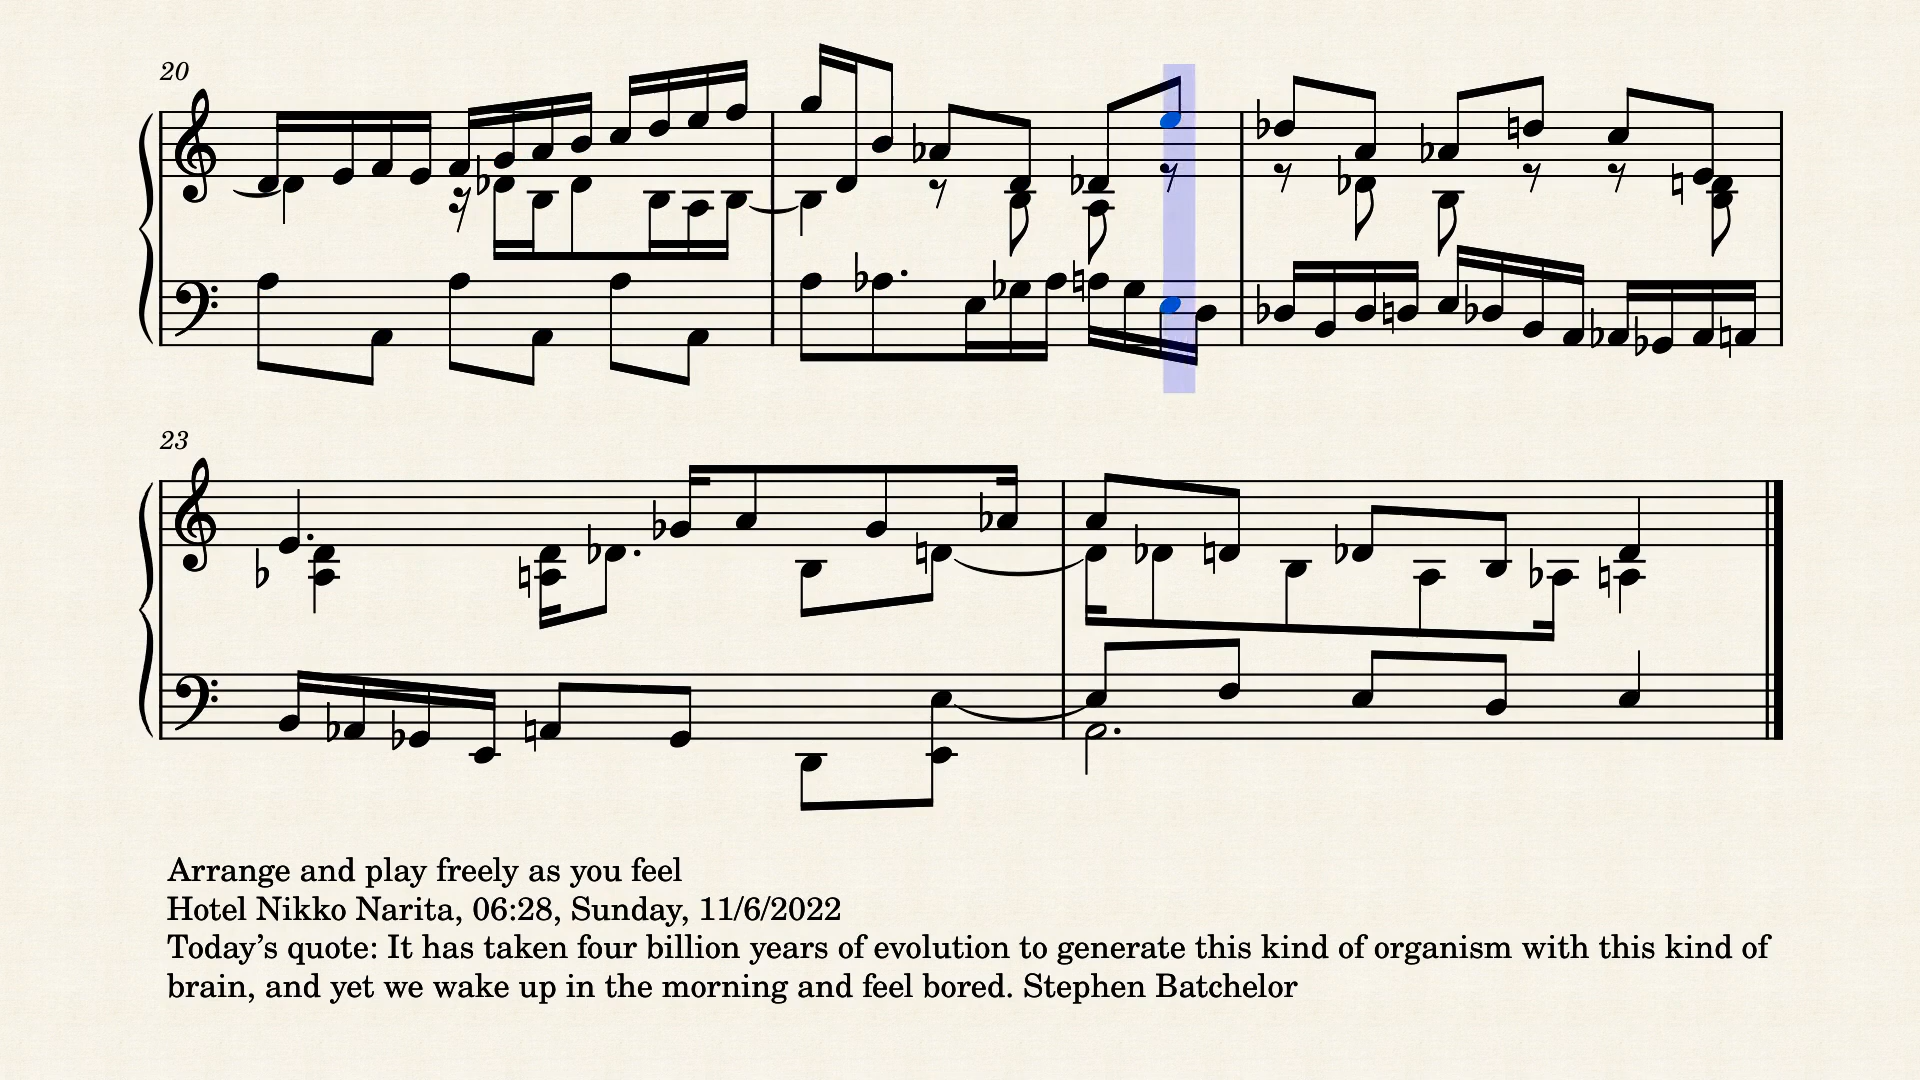 20
23
Arrange and play freely as you feel
Hotel Nikko Narita, 06:28, Sunday, 11/6/2022
Today’s quote: It has taken four billion years of evolution to generate this kind of organism with this kind of
brain, and yet we wake up in the morning and feel bored. Stephen Batchelor